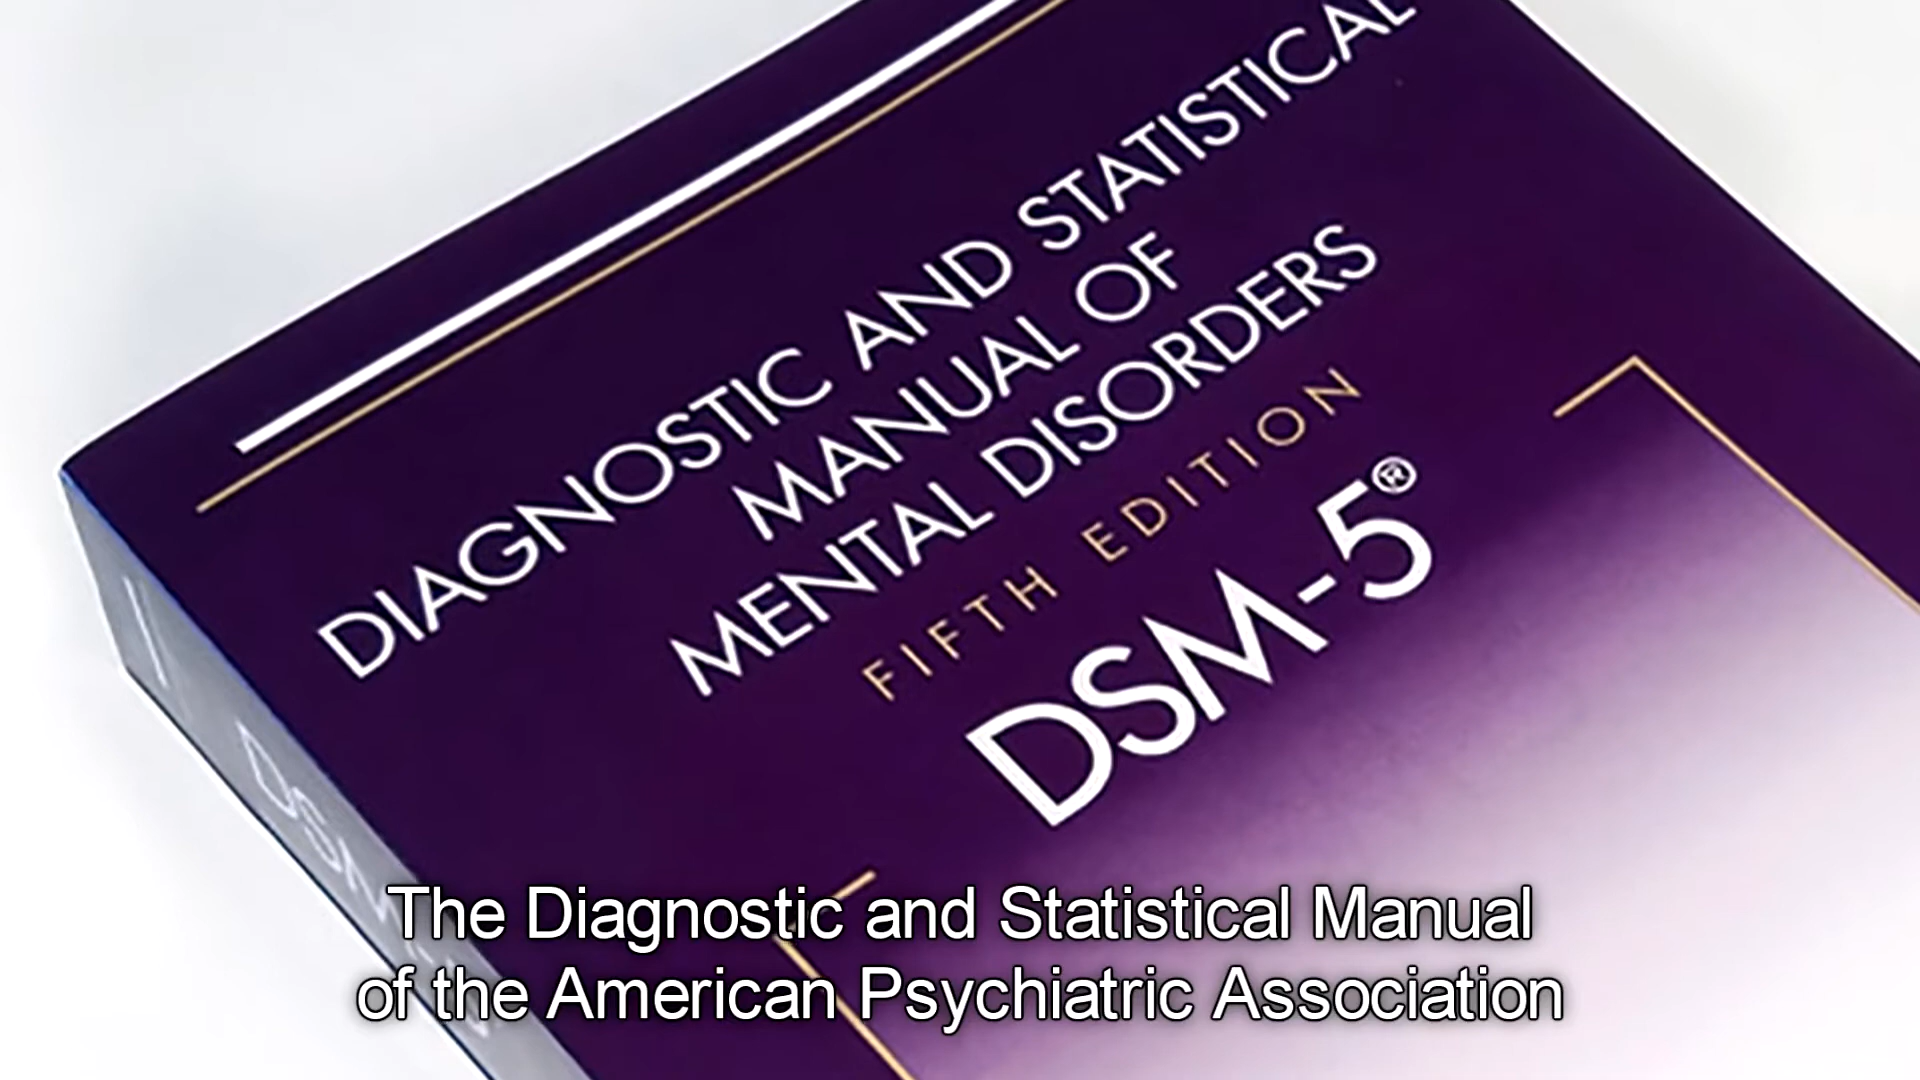 DIAGNOSTIC AND STATISTICAL
MANUAL OF
MENTAL DISORDERS
FIFTH EDITION
DSM-5®
The Diagnostic and Statistical Manual
of the American Psychiatric Association